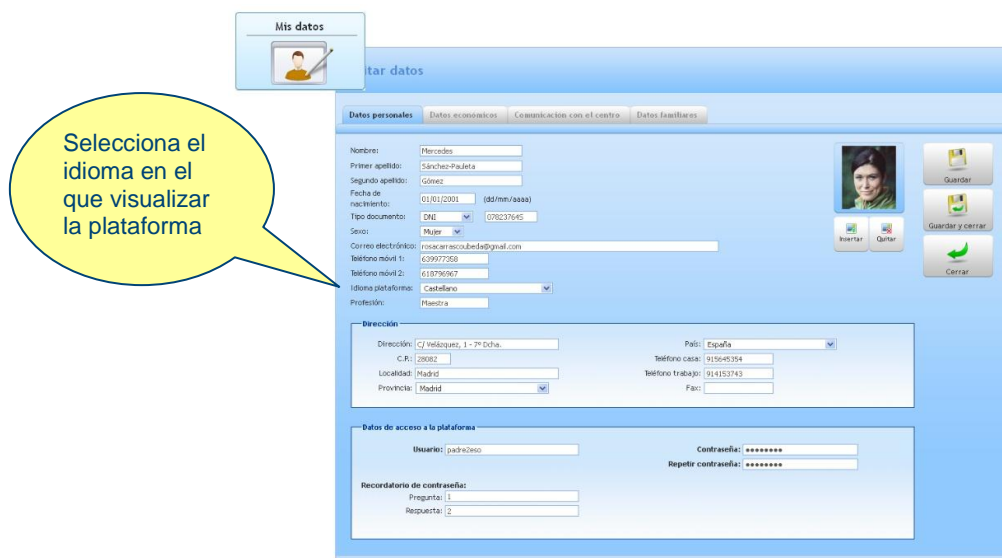 Mis datos
itar datos
Selecciona el
idioma en el
que visualizar
la plataforma
Datos personales Datos económicos Comunicacion con el centro Datos familiares
Nombre: Mercedes
Primer apellido: Sánchez-Pauleta
Segundo apellido: Gómez
Fecha de
nacimiento: 01/01/2001 (dd/mm/aaaa)
Tipo documento: DNI 078237645
Sexo: Mujer
Correo electrónico: rosacarrascoubeda@gmail.com
Teléfono móvil 1: 639977358
Teléfono móvil 2: 618796967
Idioma plataforma: Castellano
Profesión: Maestra
Insertar Quitar
Guardar
Guardar y cerrar
Cerrar
Dirección
Dirección: C/ Velázquez, 1 - 7º Dcha. País: España
C.P.: 28082 Teléfono casa: 915645354
Localidad: Madrid Teléfono trabajo: 914153743
Provincia: Madrid Fax:
Datos de acceso a la plataforma
Usuario: padre2eso Contraseña: ●●●●●●●●
Repetir contraseña: ●●●●●●●●
Recordatorio de contraseña:
Pregunta: 1
Respuesta: 2